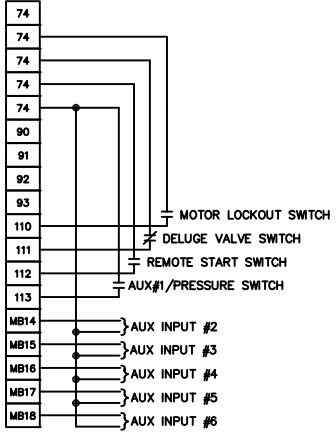 74
74
74
74
74
90
91
92
93
110
MOTOR LOCKOUT SWITCH
111
DELUGE VALVE SWITCH
112
REMOTE START SWITCH
113
AUX#1/PRESSURE SWITCH
MB14
AUX INPUT #2
MB15
AUX INPUT #3
MB16
AUX INPUT #4
MB17
AUX INPUT #5
MB18
AUX INPUT #6